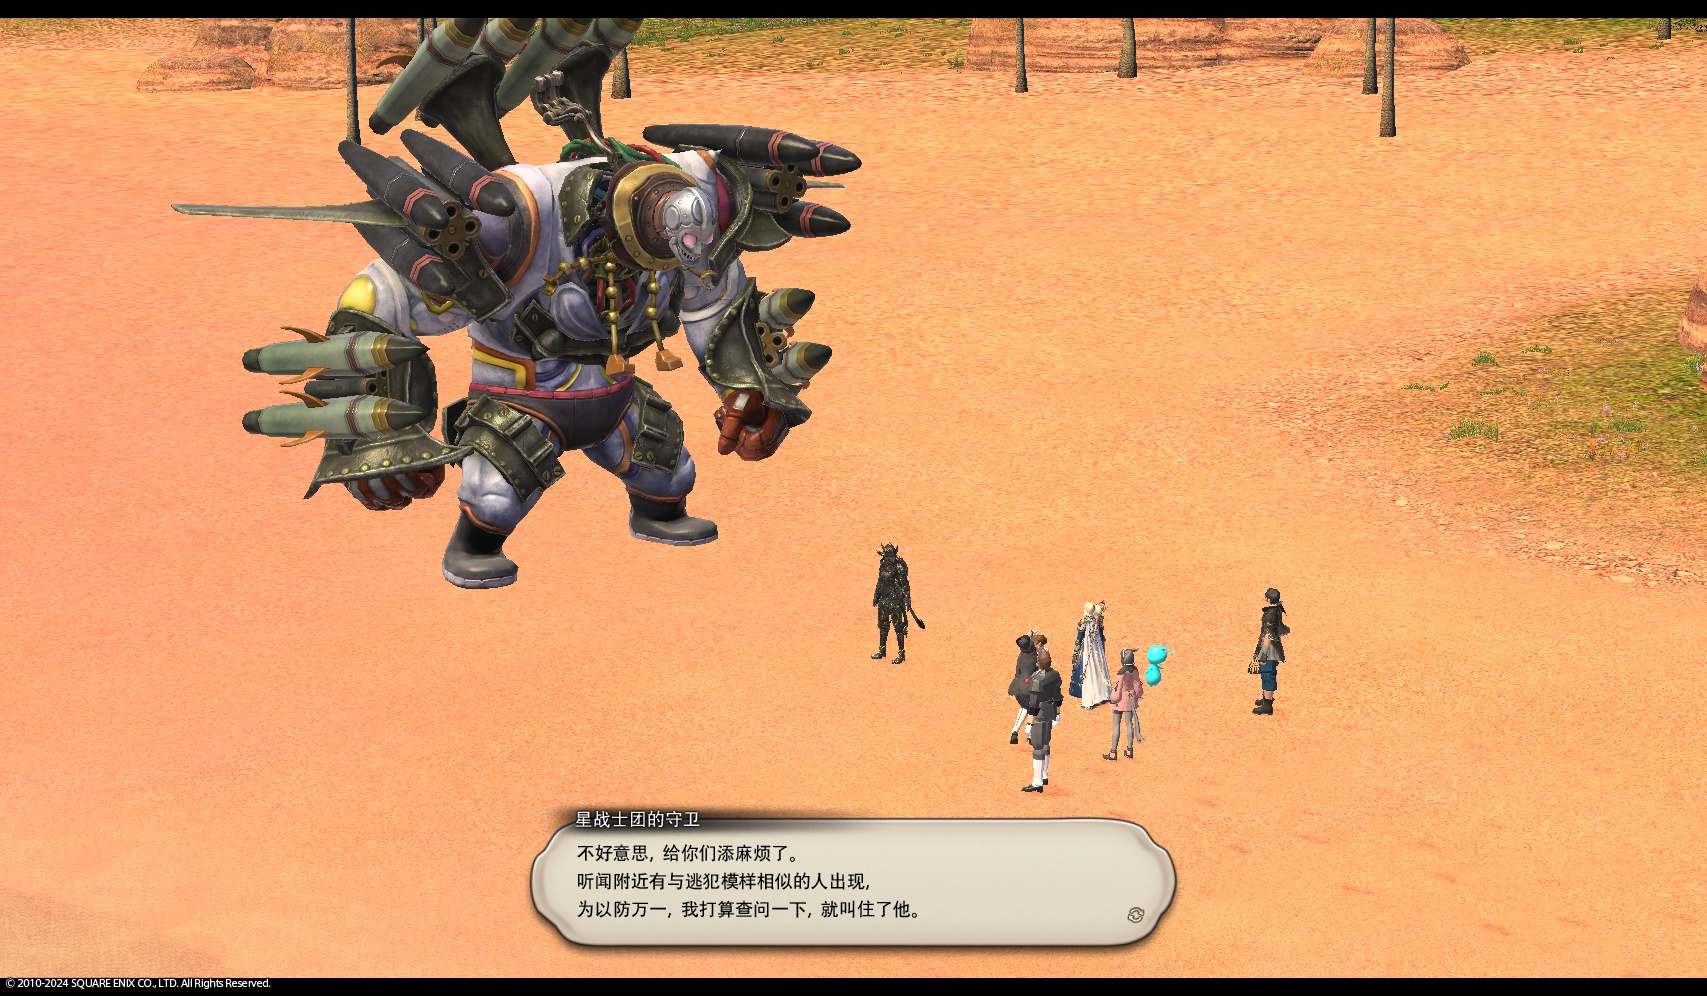 星战士团的守卫
不好意思，给你们添麻烦了。
听闻附近有与逃犯模样相似的人出现，
为以防万一，我打算查问一下，就叫住了他。
© 2010-2024 SQUARE ENIX CO., LTD. All Rights Reserved.